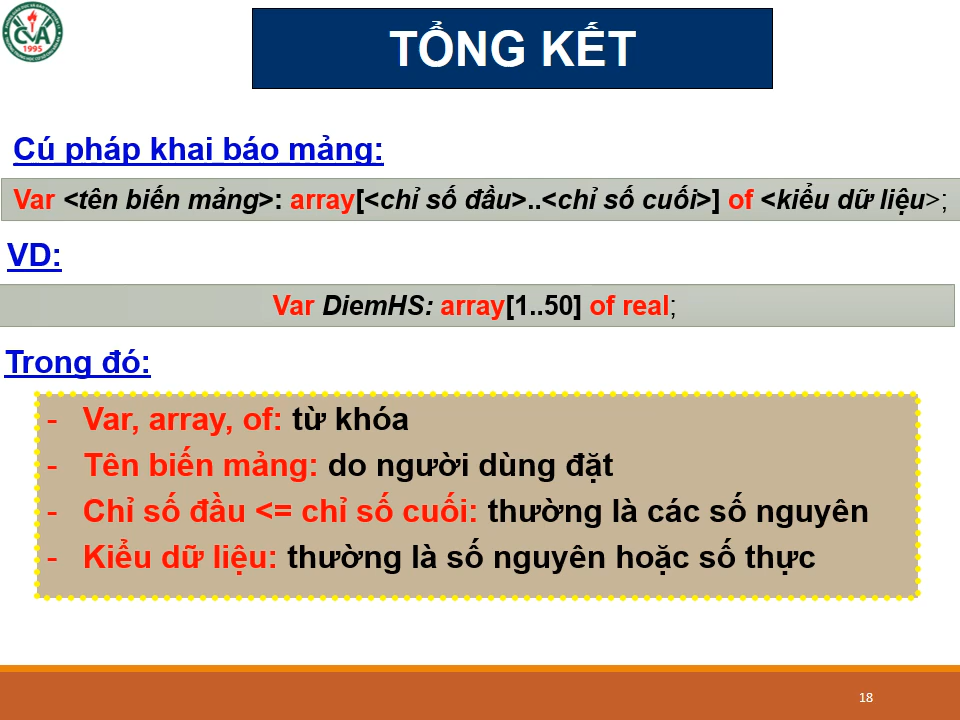 CVA
1995
TỔNG KẾT
Cú pháp khai báo mảng:
Var <tên biến mảng>: array[<chỉ số đầu>..<chỉ số cuối>] of <kiểu dữ liệu>;
VD:
Var DiemHS: array[1..50] of real;
Trong đó:
- Var, array, of: từ khóa
- Tên biến mảng: do người dùng đặt
- Chỉ số đầu <= chỉ số cuối: thường là các số nguyên
- Kiểu dữ liệu: thường là số nguyên hoặc số thực
18